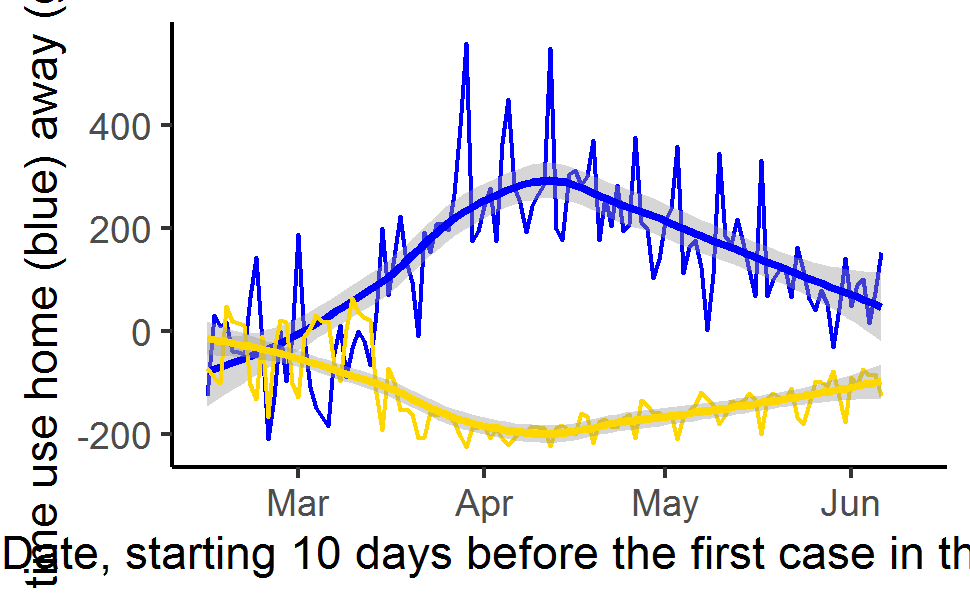 time use home (blue) away (
400
200
0
-200
Mar Apr May Jun
Date, starting 10 days before the first case in th